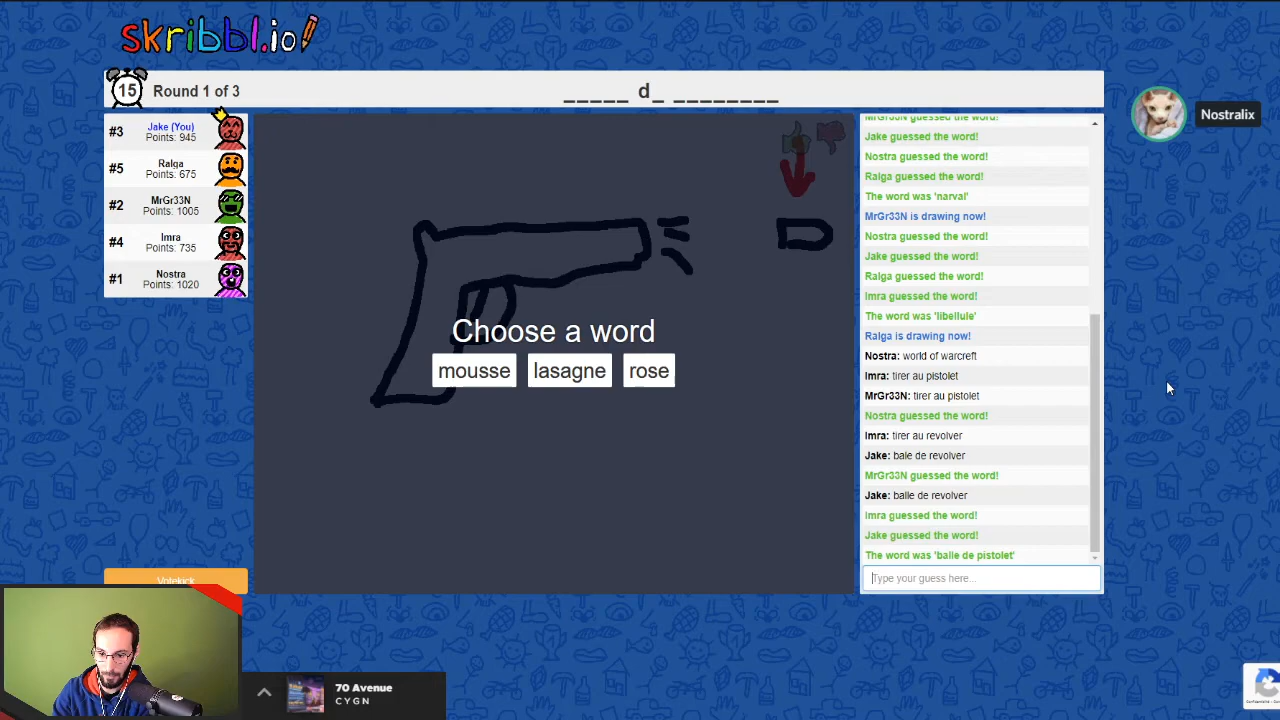 skribbl.io
15
Round 1 of 3
_____ d_ ________
#3 Jake (You)
Points: 945
#5 Ralga
Points: 675
#2 MrGr33N
Points: 1005
#4 Imra
Points: 735
#1 Nostra
Points: 1020
Votekick
Choose a word
mousse lasagne rose
MrGr33N guessed the word!
Jake guessed the word!
Nostra guessed the word!
Ralga guessed the word!
The word was 'narval'
MrGr33N is drawing now!
Nostra guessed the word!
Jake guessed the word!
Ralga guessed the word!
Imra guessed the word!
The word was 'libellule'
Ralga is drawing now!
Nostra: world of warcreft
Imra: tirer au pistolet
MrGr33N: tirer au pistolet
Nostra guessed the word!
Imra: tirer au revolver
Jake: bale de revolver
MrGr33N guessed the word!
Jake: balle de revolver
Imra guessed the word!
Jake guessed the word!
The word was 'balle de pistolet'
Type your guess here...
Nostralix
70 Avenue
CYGN